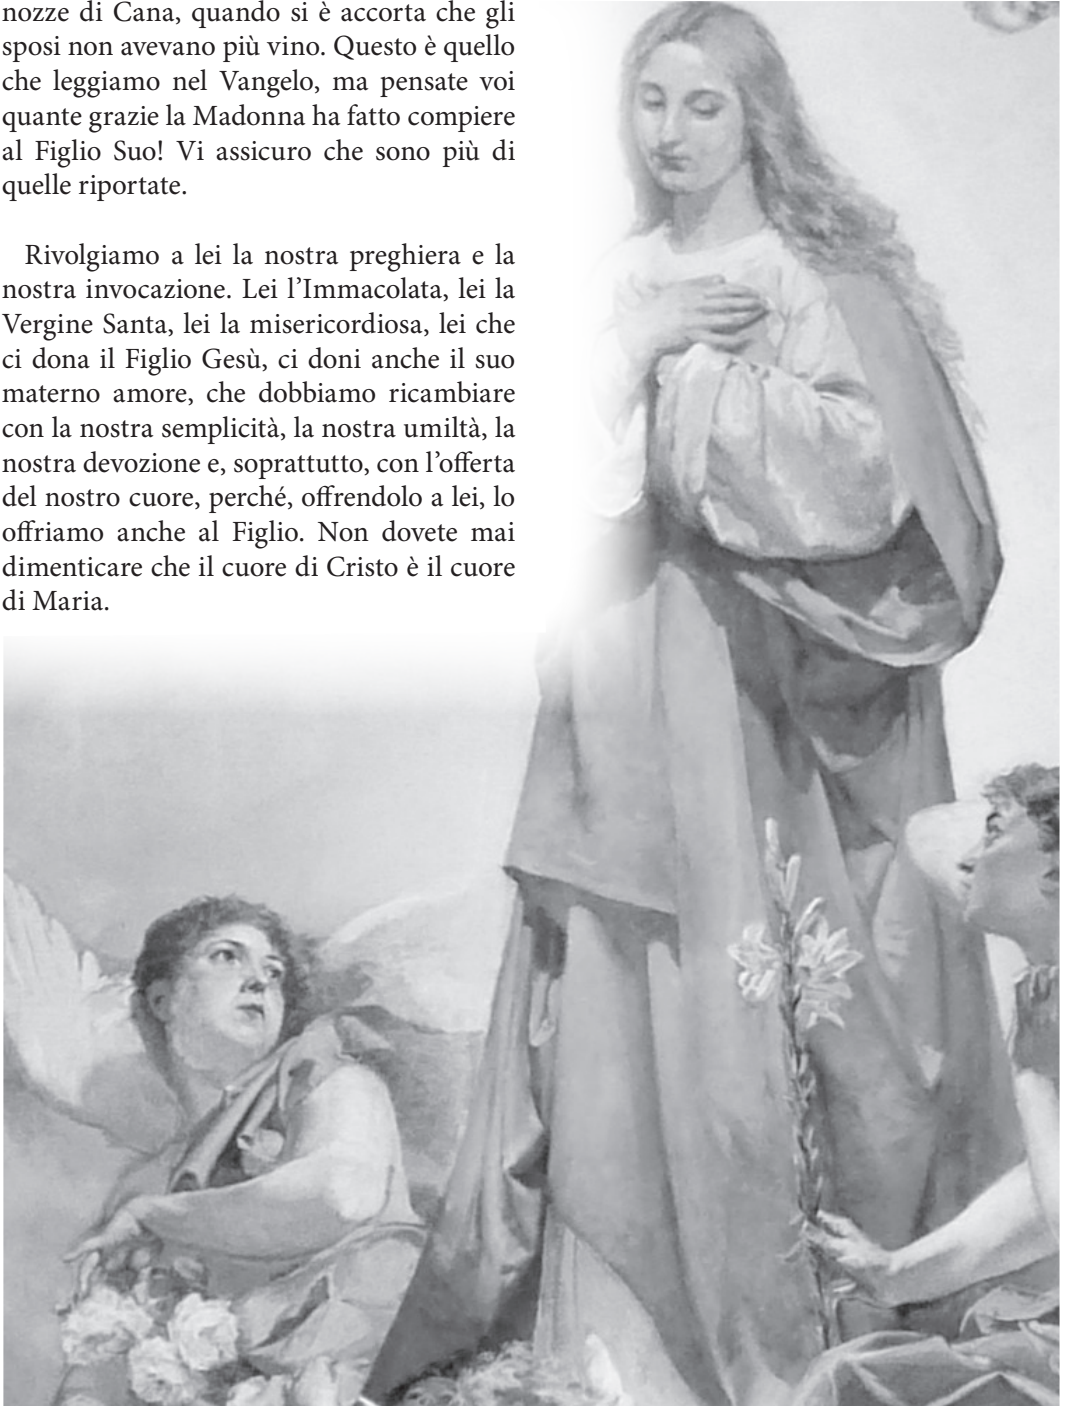 nozze di Cana, quando si è accorta che gli
sposi non avevano più vino. Questo è quello
che leggiamo nel Vangelo, ma pensate voi
quante grazie la Madonna ha fatto compiere
al Figlio Suo! Vi assicuro che sono più di
quelle riportate.
Rivolgiamo a lei la nostra preghiera e la
nostra invocazione. Lei l’Immacolata, lei la
Vergine Santa, lei la misericordiosa, lei che
ci dona il Figlio Gesù, ci doni anche il suo
materno amore, che dobbiamo ricambiare
con la nostra semplicità, la nostra umiltà, la
nostra devozione e, soprattutto, con l’offerta
del nostro cuore, perché, offrendolo a lei, lo
offriamo anche al Figlio. Non dovete mai
dimenticare che il cuore di Cristo è il cuore
di Maria.